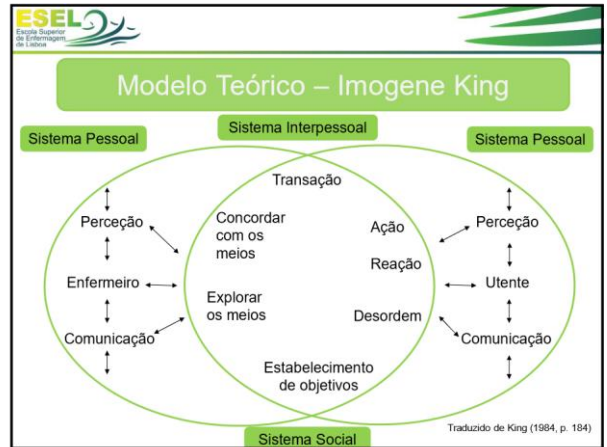 ESEL
Escola Superior
de Enfermagem
de Lisboa
Modelo Teórico – Imogene King
Sistema Pessoal
Sistema Interpessoal
Sistema Pessoal
Transação
Perceção
Concordar
com os
meios
Ação
Perceção
Reação
Enfermeiro
Explorar
os meios
Utente
Desordem
Comunicação
Comunicação
Estabelecimento
de objetivos
Sistema Social
Traduzido de King (1984, p. 184)